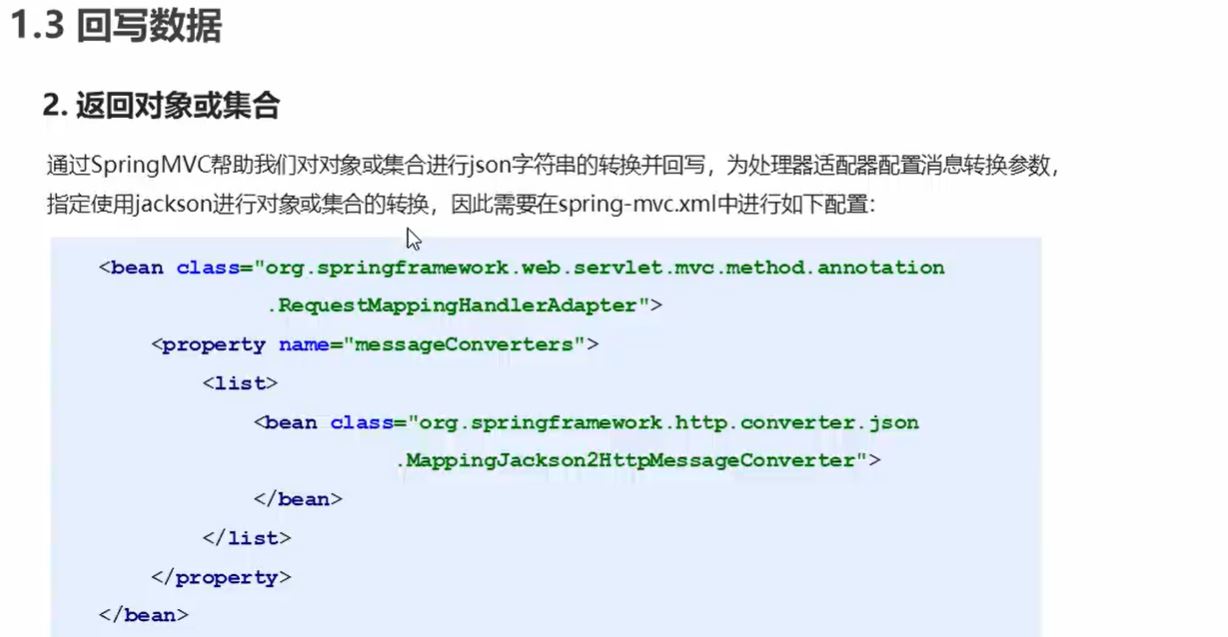 1.3 回写数据
2. 返回对象或集合
通过SpringMVC帮助我们对对象或集合进行json字符串的转换并回写，为处理器适配器配置消息转换参数，
指定使用jackson进行对象或集合的转换，因此需要在spring-mvc.xml中进行如下配置：
<bean class="org.springframework.web.servlet.mvc.method.annotation
.RequestMappingHandlerAdapter">
<property name="messageConverters">
<list>
<bean class="org.springframework.http.converter.json
.MappingJackson2HttpMessageConverter">
</bean>
</list>
</property>
</bean>